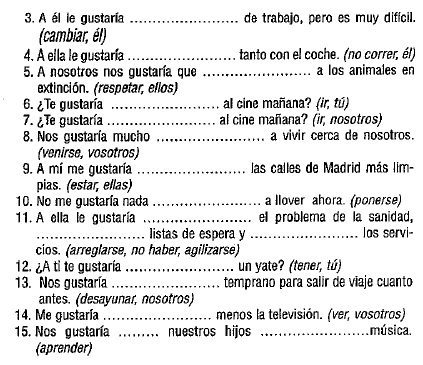 3. A él le gustaría ........................ de trabajo, pero es muy difícil.
(cambiar, él)
4. A ella le gustaría ........................ tanto con el coche. (no correr, él)
5. A nosotros nos gustaría que ........................ a los animales en
extinción. (respetar, ellos)
6. ¿Te gustaría ........................ al cine mañana? (ir, tú)
7. ¿Te gustaría ........................ al cine mañana? (ir, nosotros)
8. Nos gustaría mucho ........................ a vivir cerca de nosotros.
(venirse, vosotros)
9. A mí me gustaría ........................ las calles de Madrid más lim-
pias. (estar, ellas)
10. No me gustaría nada ........................ a llover ahora. (ponerse)
11. A ella le gustaría ........................ el problema de la sanidad,
........................ listas de espera y ........................ los servi-
cios. (arreglarse, no haber, agilizarse)
12. ¿A ti te gustaría ........................ un yate? (tener, tú)
13. Nos gustaría ........................ temprano para salir de viaje cuanto
antes. (desayunar, nosotros)
14. Me gustaría ........................ menos la televisión. (ver, vosotros)
15. Nos gustaría ......... nuestros hijos ........................música.
(aprender)